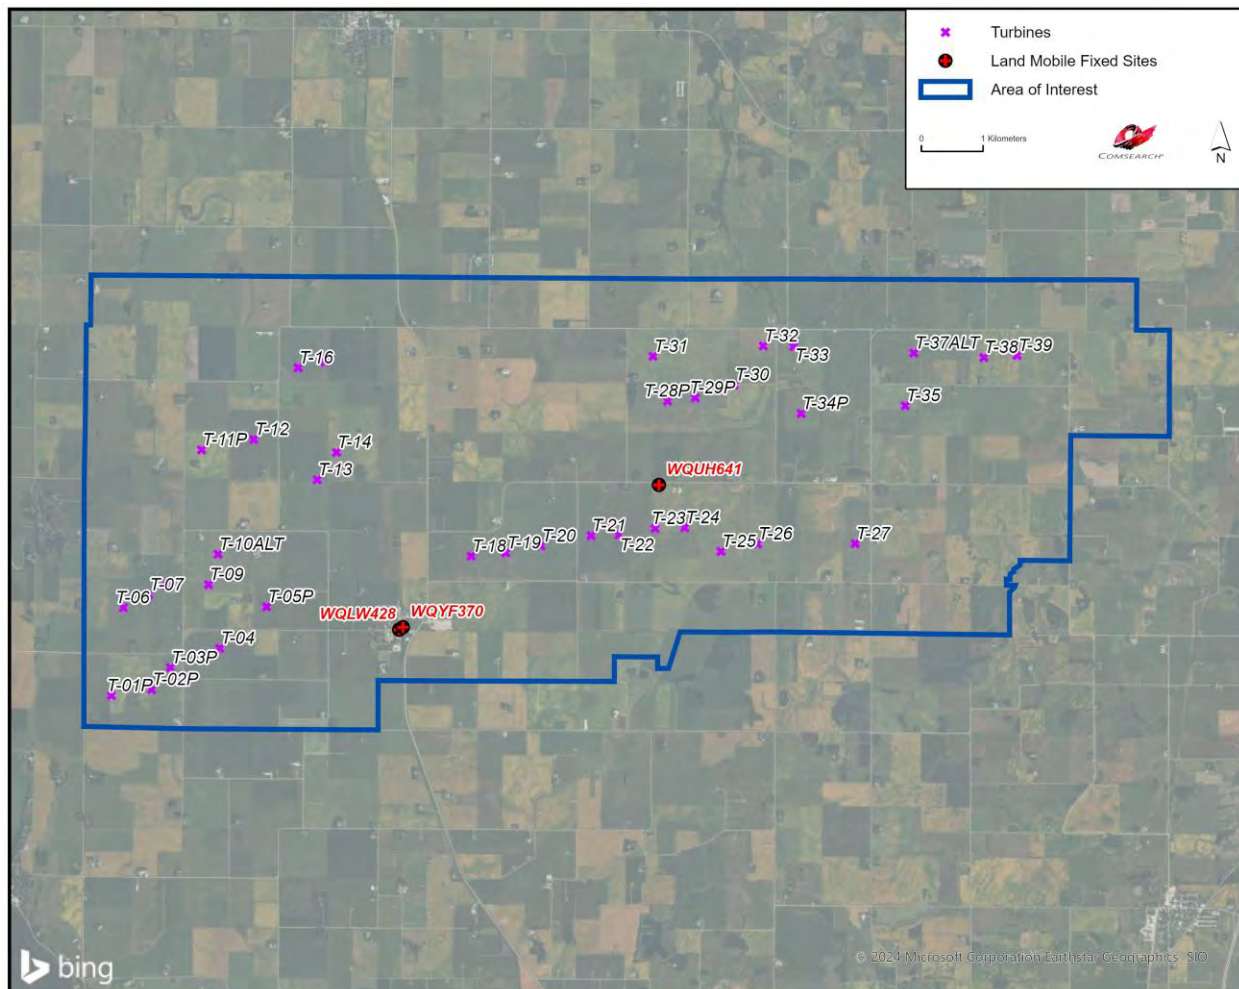 Turbines
Land Mobile Fixed Sites
Area of Interest
0 1 Kilometers
COMSEARCH
N
T-32
T-33
T-31
T-37ALT
T-38
T-39
T-16
T-30
T-29P
T-28P
T-34P
T-35
T-12
T-11P
T-14
T-13
WQUH641
T-23
T-24
T-21
T-22
T-20
T-19
T-18
T-25
T-26
T-27
T-10ALT
T-09
T-07
T-06
T-05P
WQLW428
WQYF370
T-04
T-03P
T-02P
T-01P
bing
© 2024 Microsoft Corporation Earthstar Geographics SIO